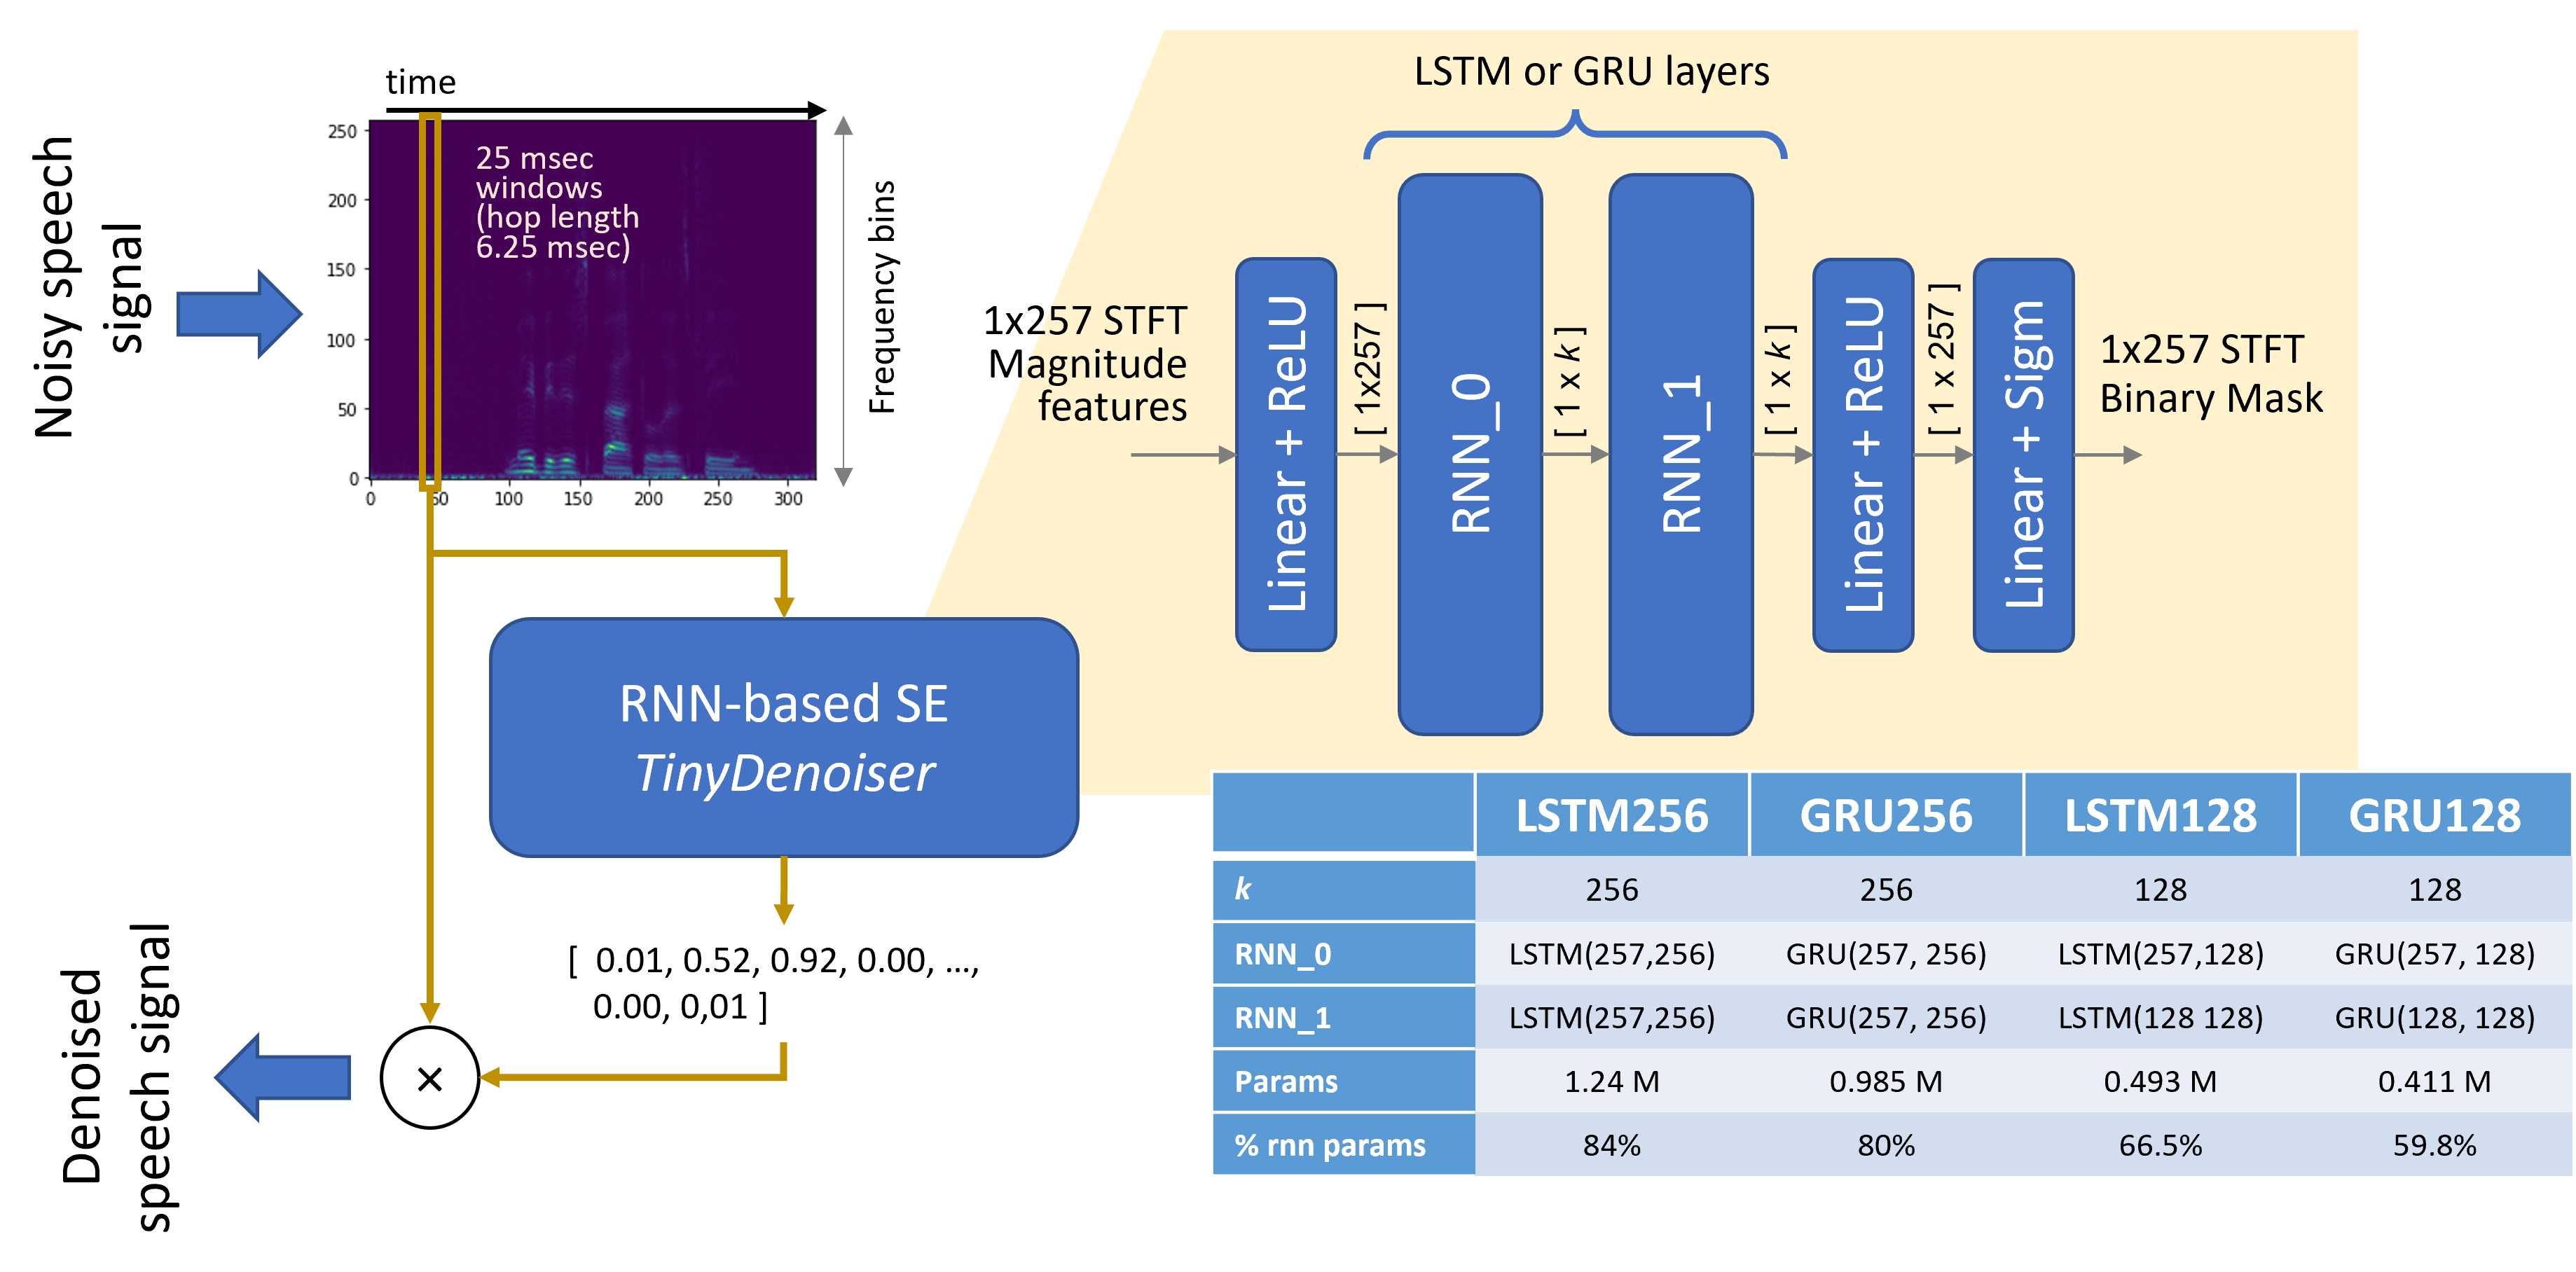 Noisy speech
signal
time
250
200
150
100
50
0
0
50
100
150
200
250
300
25 msec
windows
(hop length
6.25 msec)
Frequency bins
LSTM or GRU layers
1x257 STFT
Magnitude
features
Linear + ReLU
[ 1x257 ]
RNN_0
[ 1 x k ]
RNN_1
[ 1 x k ]
Linear + ReLU
[ 1 x 257 ]
Linear + Sigm
1x257 STFT
Binary Mask
RNN-based SE
TinyDenoiser
[ 0.01, 0.52, 0.92, 0.00, ...,
0.00, 0,01 ]
×
Denoised
speech signal
LSTM256 GRU256 LSTM128 GRU128
k 256 256 128 128
RNN_0 LSTM(257,256) GRU(257, 256) LSTM(257,128) GRU(257, 128)
RNN_1 LSTM(257,256) GRU(257, 256) LSTM(128 128) GRU(128, 128)
Params 1.24 M 0.985 M 0.493 M 0.411 M
% rnn params 84% 80% 66.5% 59.8%